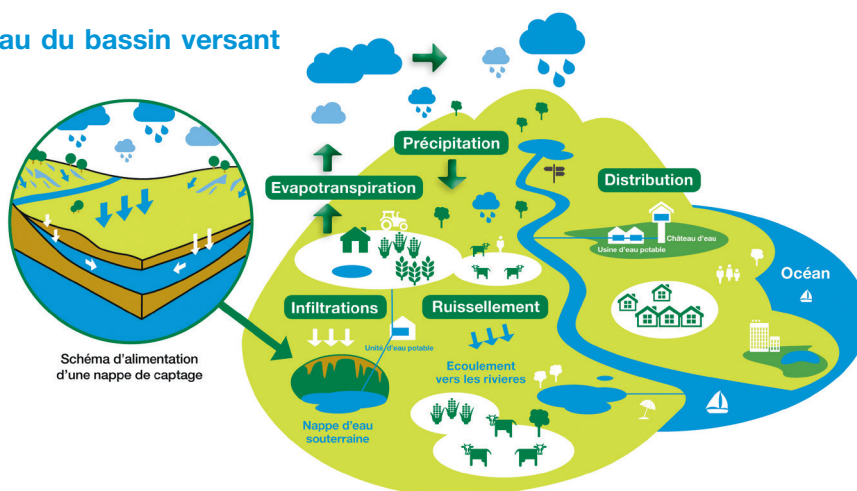 au du bassin versant
Précipitation
Evapotranspiration
Distribution
Château d'eau
Usine d'eau potable
Océan
Infiltrations
Ruissellement
Unité d'eau potable
Schéma d'alimentation
d'une nappe de captage
Ecoulement
vers les rivieres
Nappe d'eau
souterraine